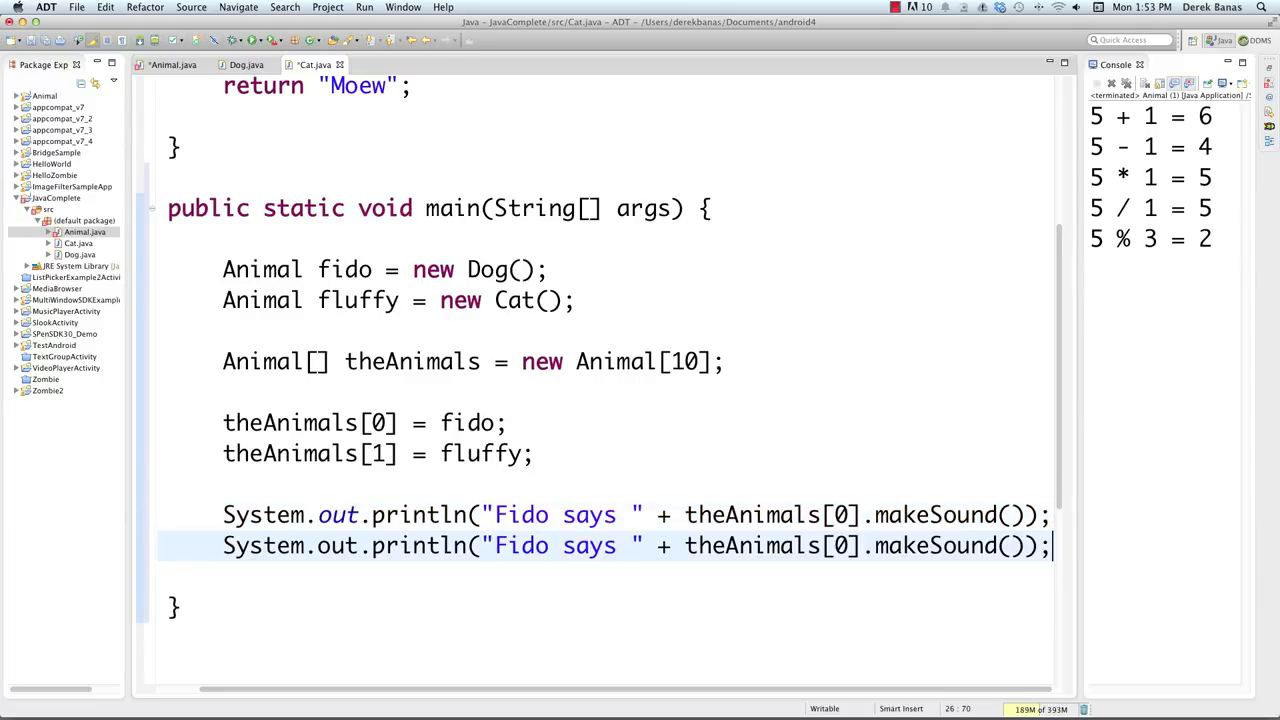 ADT File Edit Refactor Source Navigate Search Project Run Window Help 10 Mon 1:53 PM Derek Banas
Java - JavaComplete/src/Cat.java - ADT - /Users/derekbanas/Documents/android4
Quick Access Java DDMS
Package Exp *Animal.java Dog.java *Cat.java Console
<terminated> Animal (1) [Java Application] /S
Animal
appcompat_v7
appcompat_v7_2
appcompat_v7_3
appcompat_v7_4
BridgeSample
HelloWorld
HelloZombie
ImageFilterSampleApp
JavaComplete
src
(default package)
Animal.java
Cat.java
Dog.java
JRE System Library [Ja
ListPickerExample2Activi
MediaBrowser
MultiWindowSDKExample
MusicPlayerActivity
SlookActivity
SPenSDK30_Demo
TestAndroid
TextGroupActivity
VideoPlayerActivity
Zombie
Zombie2
return "Moew";
}
public static void main(String[] args) {
Animal fido = new Dog();
Animal fluffy = new Cat();
Animal[] theAnimals = new Animal[10];
theAnimals[0] = fido;
theAnimals[1] = fluffy;
System.out.println("Fido says " + theAnimals[0].makeSound());
System.out.println("Fido says " + theAnimals[0].makeSound());
}
5 + 1 = 6
5 - 1 = 4
5 * 1 = 5
5 / 1 = 5
5 % 3 = 2
Writable Smart Insert 26 : 70 189M of 393M